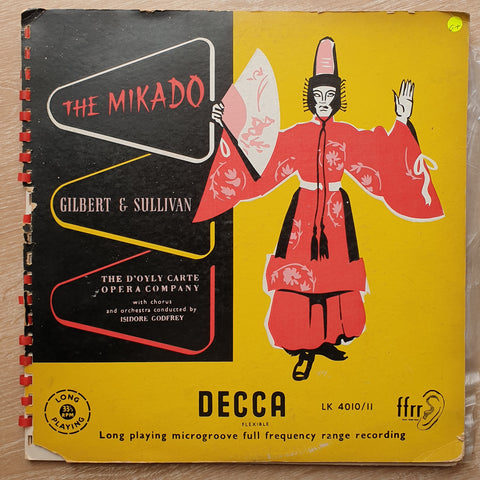 THE MIKADO
GILBERT & SULLIVAN
THE D'OYLY CARTE
OPERA COMPANY
with chorus
and orchestra conducted by
ISIDORE GODFREY
LONG
33⅓
RPM
PLAYING
DECCA
FLEXIBLE
LK 4010/11
ffrr
Long playing microgroove full frequency range recording